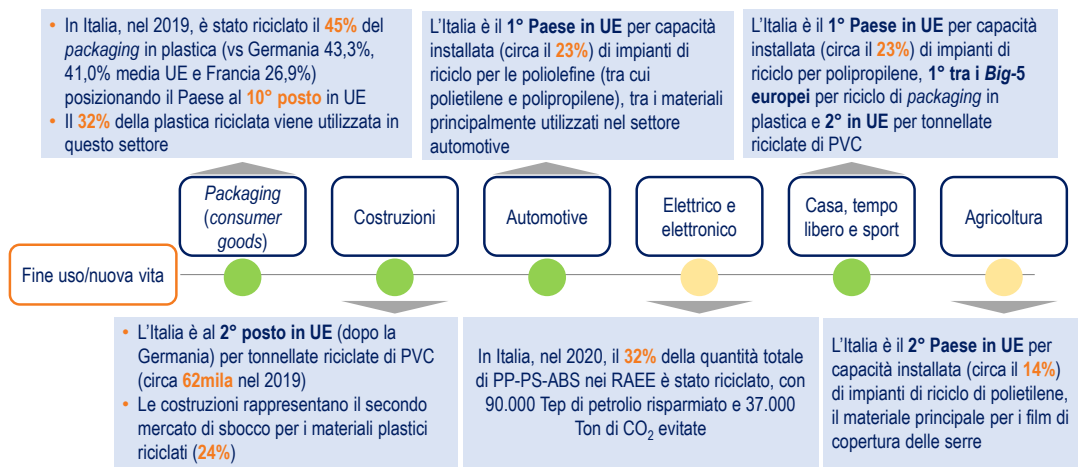 • In Italia, nel 2019, è stato riciclato il 45% del
packaging in plastica (vs Germania 43,3%,
41,0% media UE e Francia 26,9%)
posizionando il Paese al 10° posto in UE
• Il 32% della plastica riciclata viene utilizzata in
questo settore
L'Italia è il 1° Paese in UE per capacità
installata (circa il 23%) di impianti di
riciclo per le poliolefine (tra cui
polietilene e polipropilene), tra i materiali
principalmente utilizzati nel settore
automotive
L'Italia è il 1° Paese in UE per capacità
installata (circa il 23%) di impianti di
riciclo per polipropilene, 1° tra i Big-5
europei per riciclo di packaging in
plastica e 2° in UE per tonnellate
riciclate di PVC
Packaging
(consumer
goods)
Costruzioni
Automotive
Elettrico e
elettronico
Casa, tempo
libero e sport
Agricoltura
Fine uso/nuova vita
• L'Italia è al 2° posto in UE (dopo la
Germania) per tonnellate riciclate di PVC
(circa 62mila nel 2019)
• Le costruzioni rappresentano il secondo
mercato di sbocco per i materiali plastici
riciclati (24%)
In Italia, nel 2020, il 32% della quantità totale
di PP-PS-ABS nei RAEE è stato riciclato, con
90.000 Tep di petrolio risparmiato e 37.000
Ton di CO2 evitate
L'Italia è il 2° Paese in UE per
capacità installata (circa il 14%)
di impianti di riciclo di polietilene,
il materiale principale per i film di
copertura delle serre